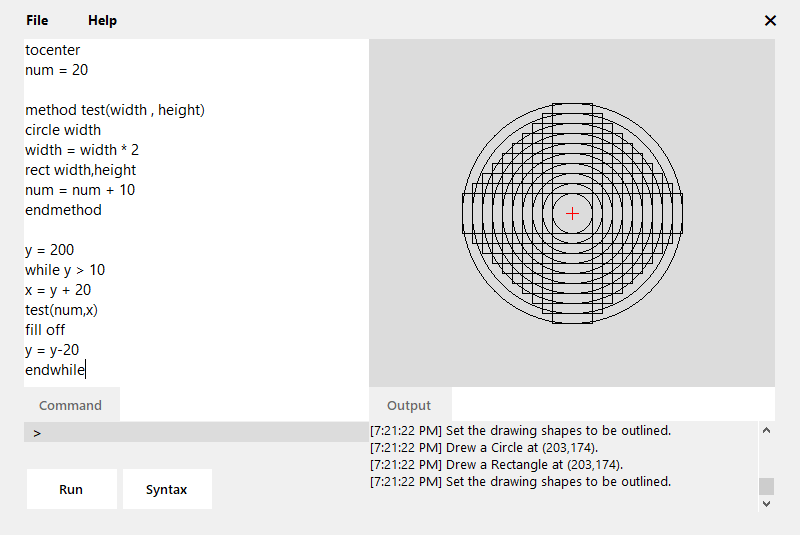 File Help ✕
tocenter
num = 20
method test(width , height)
circle width
width = width * 2
rect width,height
num = num + 10
endmethod
y = 200
while y > 10
x = y + 20
test(num,x)
fill off
y = y-20
endwhile
Command
>
Run Syntax
Output
[7:21:22 PM] Set the drawing shapes to be outlined.
[7:21:22 PM] Drew a Circle at (203,174).
[7:21:22 PM] Drew a Rectangle at (203,174).
[7:21:22 PM] Set the drawing shapes to be outlined.